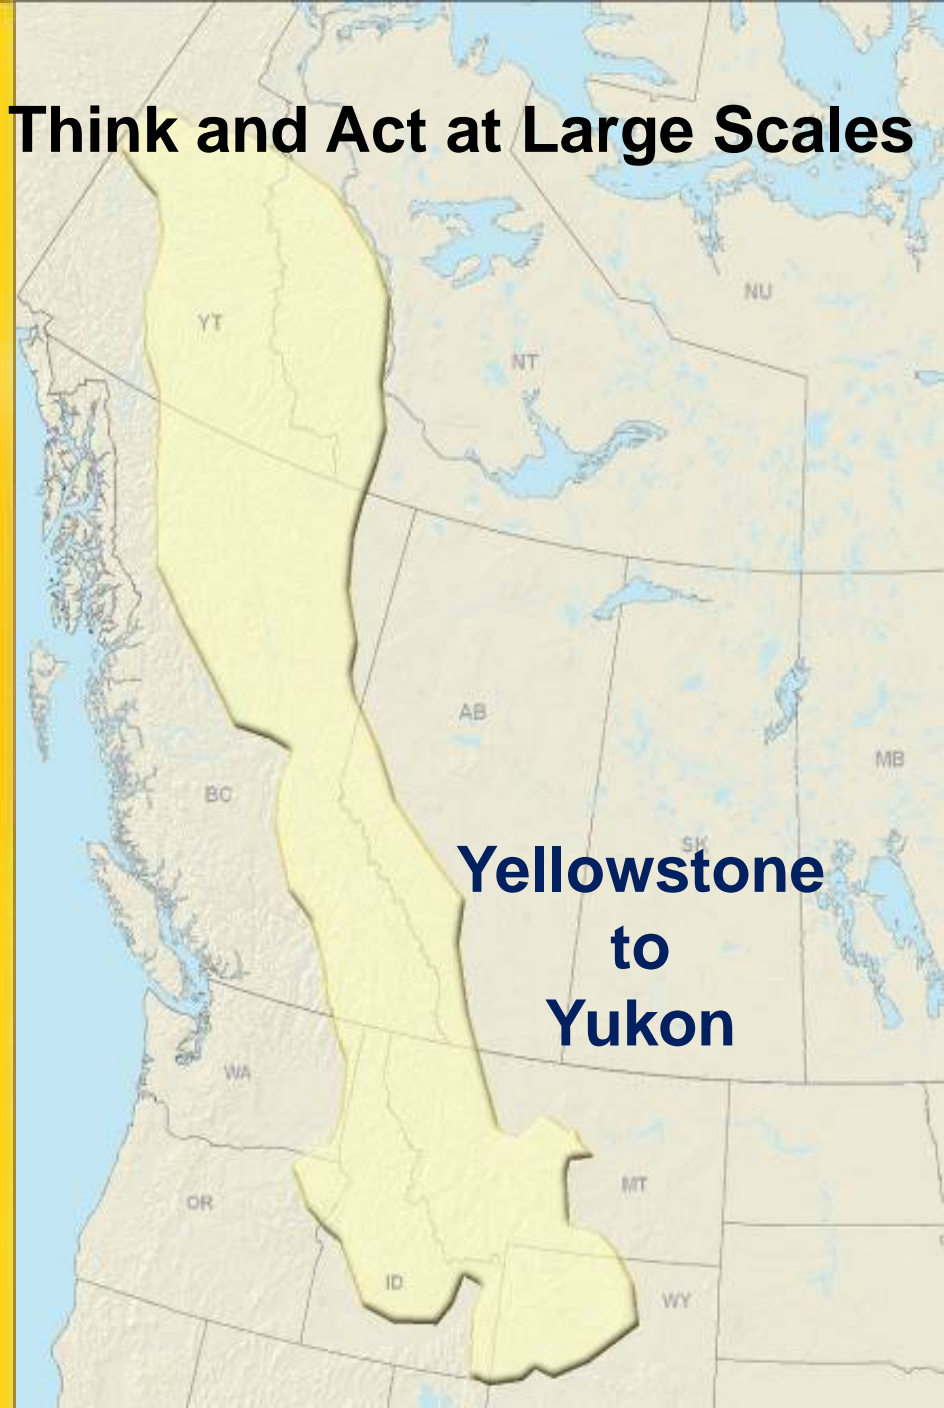 Think and Act at Large Scales
NU
YT
NT
AB
MB
BC
SK
Yellowstone
to
Yukon
WA
MT
OR
ID
WY